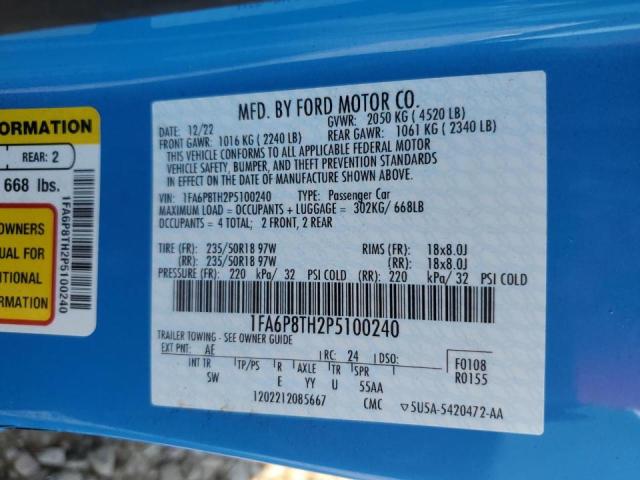 FORMATION
REAR: 2
668 lbs.
OWNERS
UAL FOR
DITIONAL
MATION
1FA6P8TH2P5100240
MFD. BY FORD MOTOR CO.
DATE: 12/22 GVWR: 2050 KG ( 4520 LB)
FRONT GAWR: 1016 KG ( 2240 LB) REAR GAWR: 1061 KG ( 2340 LB)
THIS VEHICLE CONFORMS TO ALL APPLICABLE FEDERAL MOTOR
VEHICLE SAFETY, BUMPER, AND THEFT PREVENTION STANDARDS
IN EFFECT ON THE DATE OF MANUFACTURE SHOWN ABOVE.
VIN: 1FA6P8TH2P5100240 TYPE: Passenger Car
MAXIMUM LOAD = OCCUPANTS + LUGGAGE = 302KG/ 668LB
OCCUPANTS = 4 TOTAL; 2 FRONT, 2 REAR
TIRE (FR): 235/50R18 97W RIMS (FR): 18x8.0J
(RR): 235/50R18 97W (RR): 18x8.0J
PRESSURE (FR): 220 kPa/ 32 PSI COLD (RR): 220 kPa/ 32 PSI COLD
1FA6P8TH2P5100240
TRAILER TOWING - SEE OWNER GUIDE
EXT PNT: AE RC: 24 DSO:
INT TR TP/PS R AXLE TR SPR
SW E YY U 55AA
F0108
R0155
1202212085667 CMC 5U5A-5420472-AA